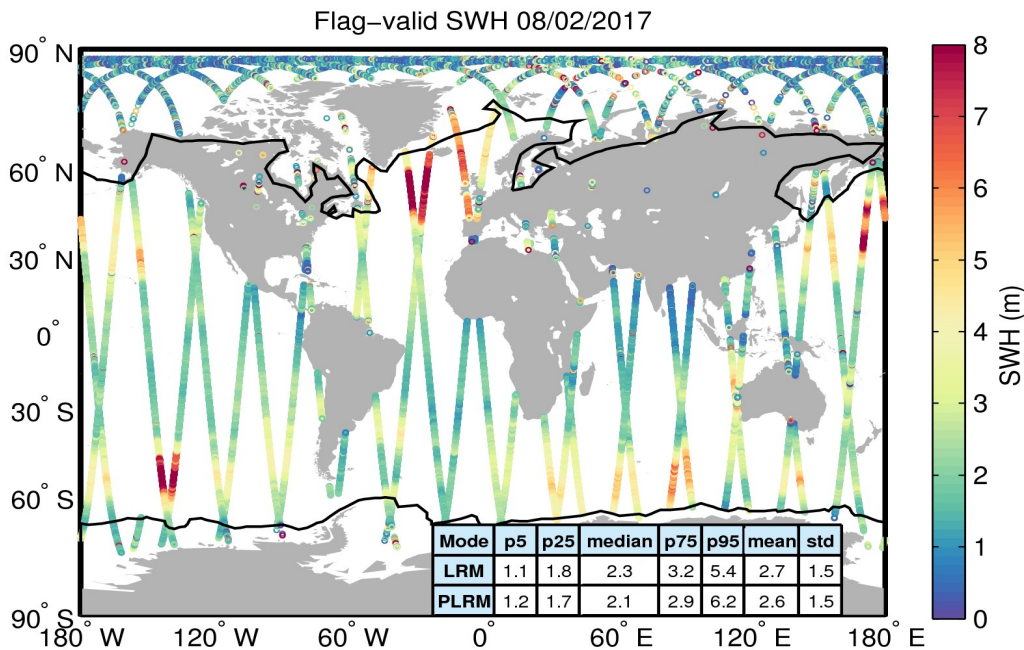 Flag−valid SWH 08/02/2017
90° N
60° N
30° N
0°
30° S
60° S
90° S
180° W
120° W
60° W
0°
60° E
120° E
180° E
Mode p5 p25 median p75 p95 mean std
LRM 1.1 1.8 2.3 3.2 5.4 2.7 1.5
PLRM 1.2 1.7 2.1 2.9 6.2 2.6 1.5
8
7
6
5
4
3
2
1
0
SWH (m)